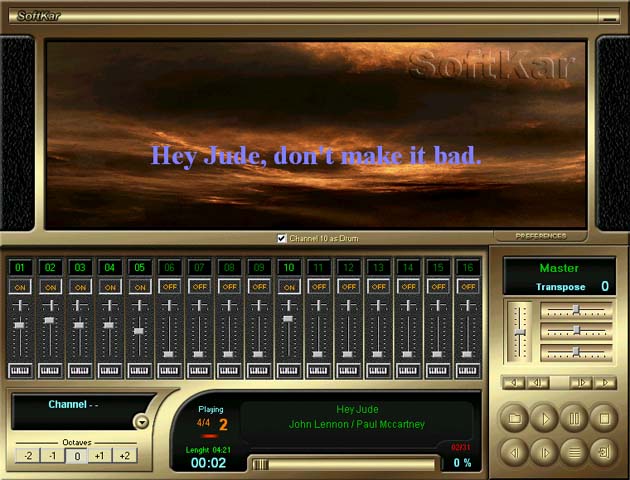 SoftKar
SoftKar
Hey Jude, don't make it bad.
Channel 10 as Drum
PREFERENCES
01 02 03 04 05 06 07 08 09 10 11 12 13 14 15 16
ON ON ON ON ON OFF OFF OFF OFF ON OFF OFF OFF OFF OFF OFF
Master
Transpose 0
Channel - -
Octaves
-2 -1 0 +1 +2
Playing
4/4 2
Lenght 04:21
00:02
Hey Jude
John Lennon / Paul Mccartney
02/31
0 %